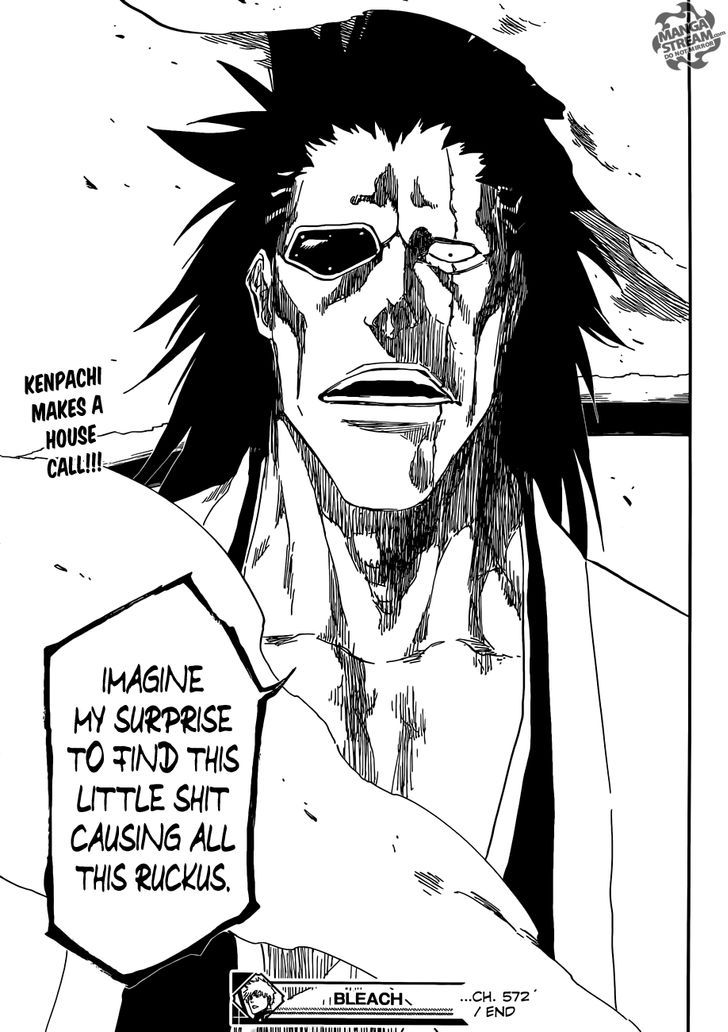 MANGA
STREAM.com
DO NOT MIRROR
KENPACHI
MAKES A
HOUSE
CALL!!!
IMAGINE
MY SURPRISE
TO FIND THIS
LITTLE SHIT
CAUSING ALL
THIS RUCKUS.
BLEACH
...CH. 572
/ END